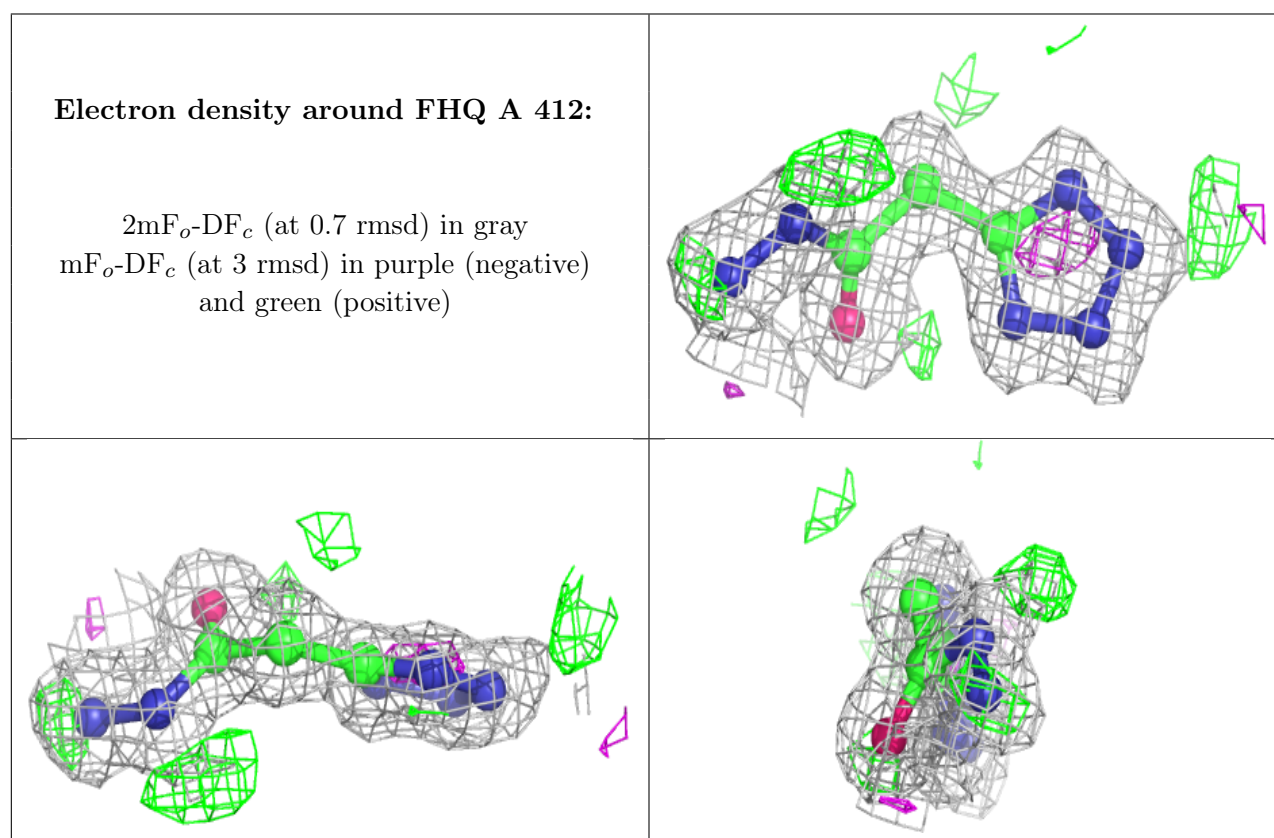 Electron density around FHQ A 412:
2mFo-DFc (at 0.7 rmsd) in gray
mFo-DFc (at 3 rmsd) in purple (negative)
and green (positive)